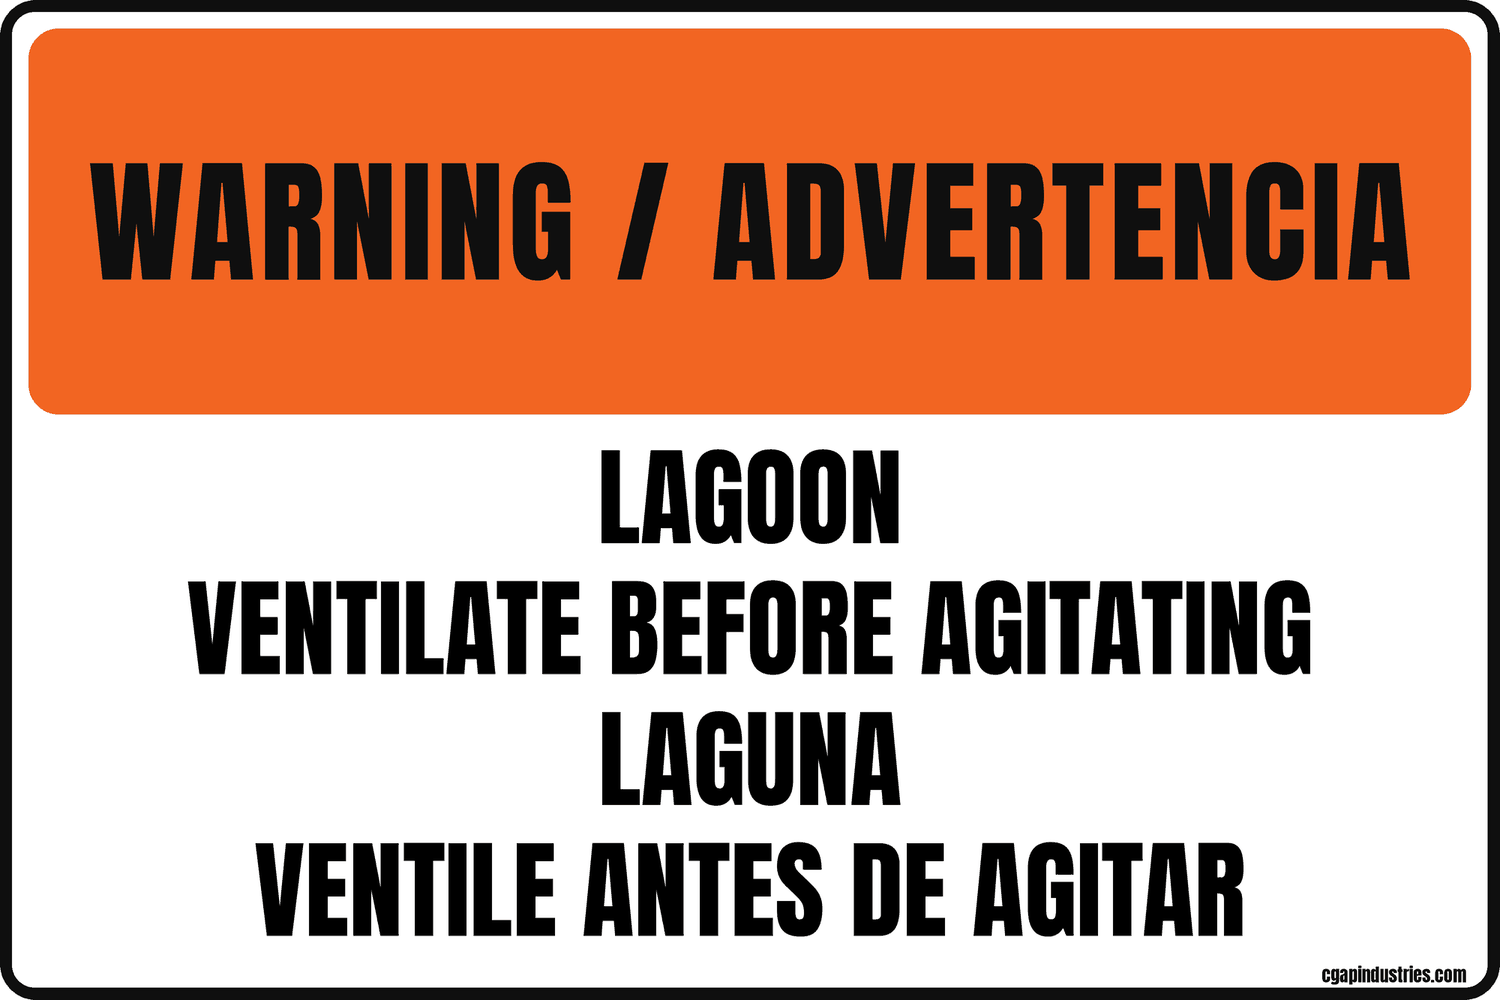 WARNING / ADVERTENCIA
LAGOON
VENTILATE BEFORE AGITATING
LAGUNA
VENTILE ANTES DE AGITAR
cgapindustries.com